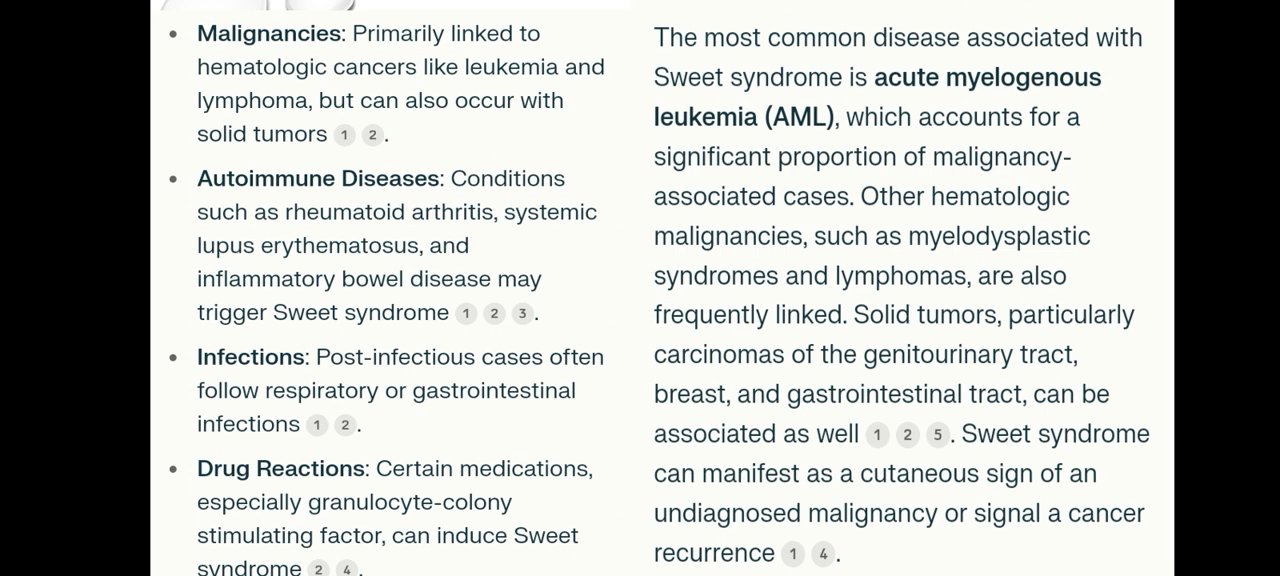 • Malignancies: Primarily linked to
hematologic cancers like leukemia and
lymphoma, but can also occur with
solid tumors 1 2.
• Autoimmune Diseases: Conditions
such as rheumatoid arthritis, systemic
lupus erythematosus, and
inflammatory bowel disease may
trigger Sweet syndrome 1 2 3.
• Infections: Post-infectious cases often
follow respiratory or gastrointestinal
infections 1 2.
• Drug Reactions: Certain medications,
especially granulocyte-colony
stimulating factor, can induce Sweet
syndrome 2 4.
The most common disease associated with
Sweet syndrome is acute myelogenous
leukemia (AML), which accounts for a
significant proportion of malignancy-
associated cases. Other hematologic
malignancies, such as myelodysplastic
syndromes and lymphomas, are also
frequently linked. Solid tumors, particularly
carcinomas of the genitourinary tract,
breast, and gastrointestinal tract, can be
associated as well 1 2 5. Sweet syndrome
can manifest as a cutaneous sign of an
undiagnosed malignancy or signal a cancer
recurrence 1 4.